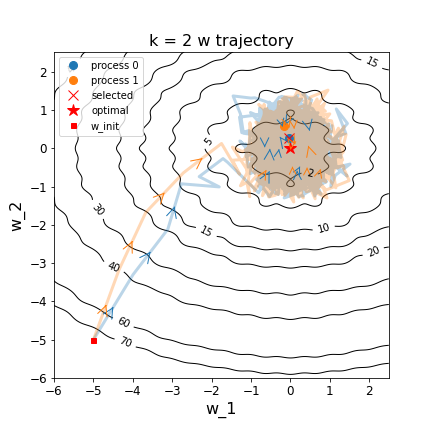 k = 2 w trajectory
process 0
process 1
selected
optimal
w_init
w_2
2
1
0
−1
−2
−3
−4
−5
−6
15
5
2
30
15
10
20
40
60
70
−6 −5 −4 −3 −2 −1 0 1 2
w_1